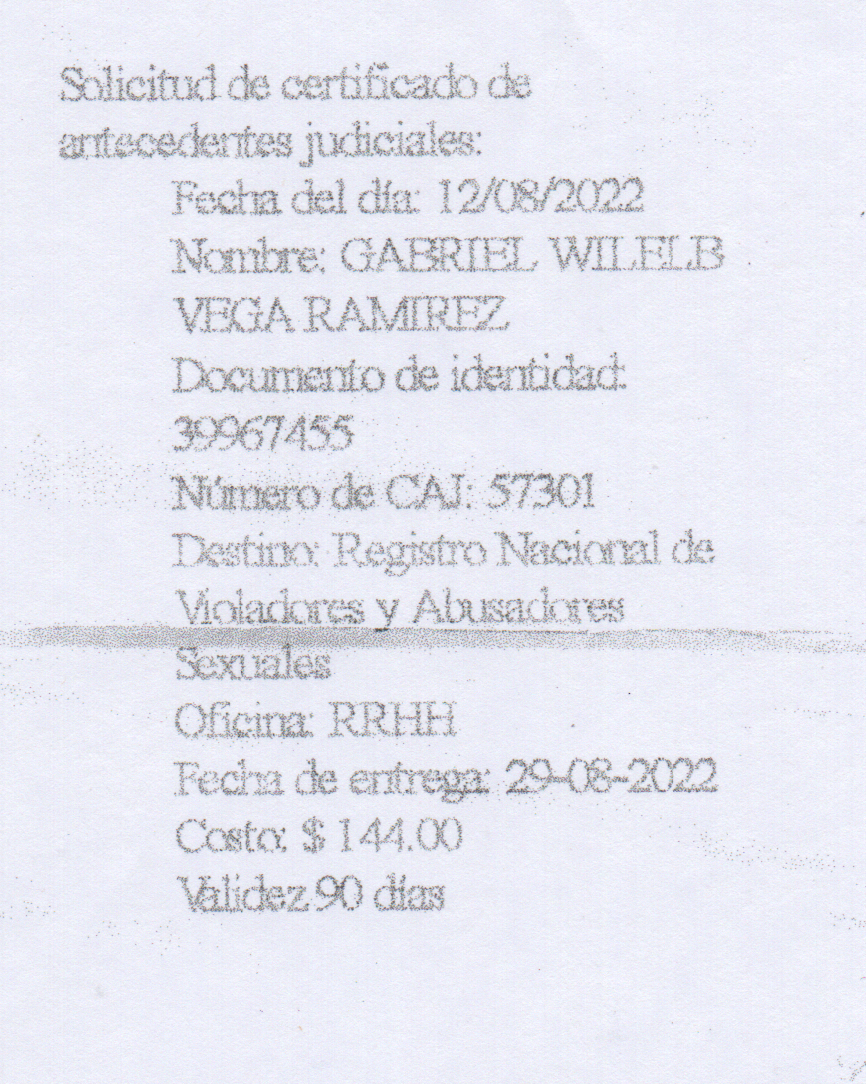 Solicitud de certificado de
antecedentes judiciales:
Fecha del día: 12/08/2022
Nombre: GABRIEL WILELB
VEGA RAMIREZ
Documento de identidad:
39967455
Número de CAJ: 57301
Destino: Registro Nacional de
Violadores y Abusadores
Sexuales
Oficina: RRHH
Fecha de entrega: 29-08-2022
Costo: $ 144.00
Validez 90 días